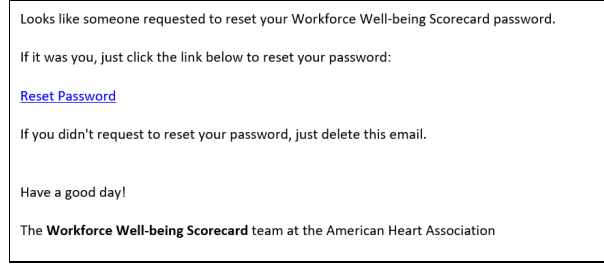 Looks like someone requested to reset your Workforce Well-being Scorecard password.
If it was you, just click the link below to reset your password:
Reset Password
If you didn't request to reset your password, just delete this email.
Have a good day!
The Workforce Well-being Scorecard team at the American Heart Association